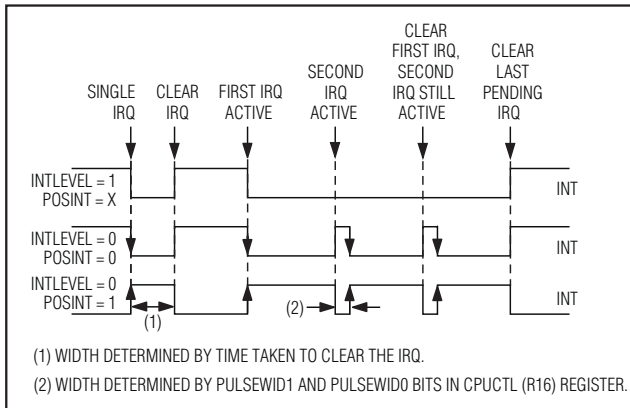 SINGLE
IRQ
CLEAR
IRQ
FIRST IRQ
ACTIVE
SECOND
IRQ
ACTIVE
CLEAR
FIRST IRQ,
SECOND
IRQ STILL
ACTIVE
CLEAR
LAST
PENDING
IRQ
INTLEVEL = 1
POSINT = X
INT
INTLEVEL = 0
POSINT = 0
INT
INTLEVEL = 0
POSINT = 1
(1)
(2)
INT
(1) WIDTH DETERMINED BY TIME TAKEN TO CLEAR THE IRQ.
(2) WIDTH DETERMINED BY PULSEWID1 AND PULSEWID0 BITS IN CPUCTL (R16) REGISTER.